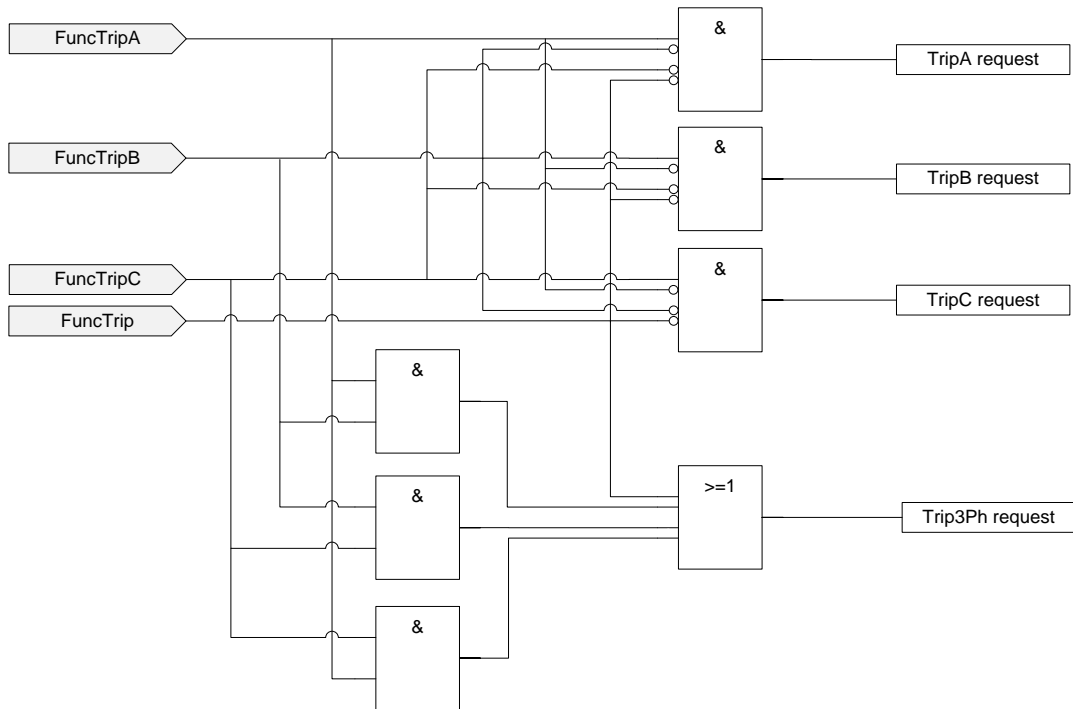 FuncTripA
&
TripA request
FuncTripB
&
TripB request
FuncTripC
&
TripC request
FuncTrip
&
&
>=1
Trip3Ph request
&